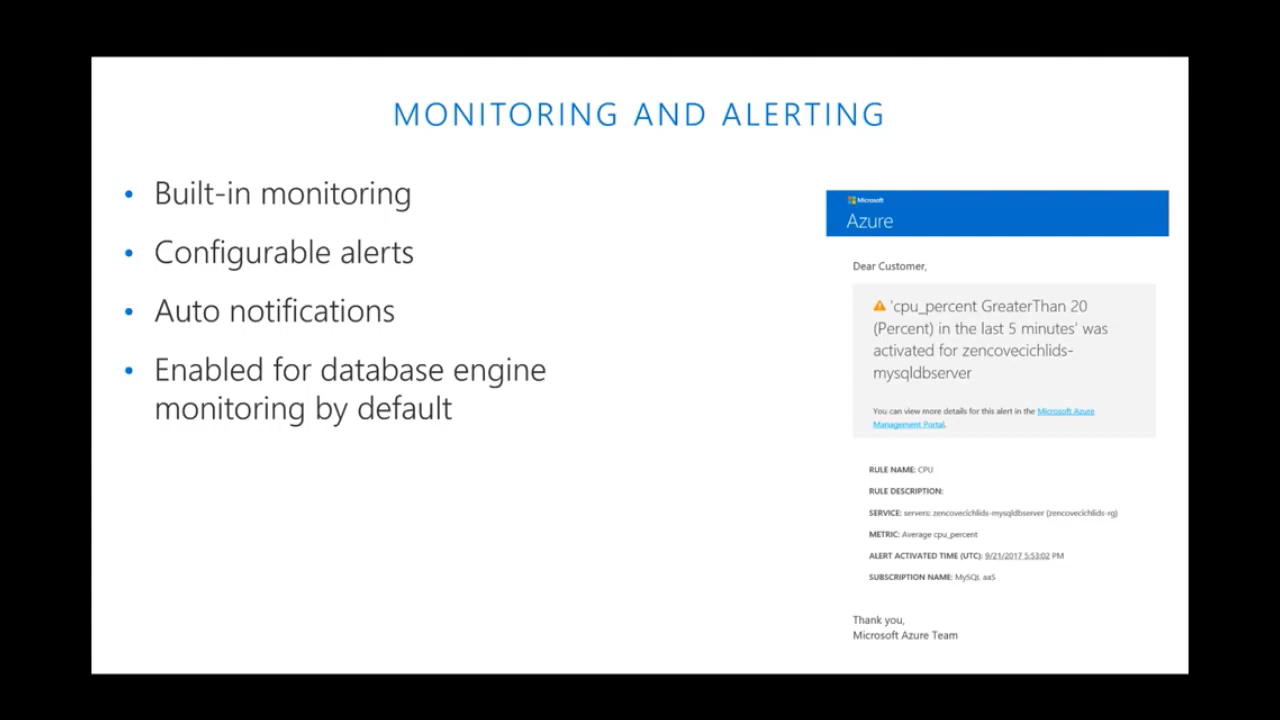 MONITORING AND ALERTING
• Built-in monitoring
• Configurable alerts
• Auto notifications
• Enabled for database engine
monitoring by default
Microsoft
Azure
Dear Customer,
'cpu_percent GreaterThan 20
(Percent) in the last 5 minutes' was
activated for zencovecichlids-
mysqldbserver
You can view more details for this alert in the Microsoft Azure
Management Portal.
RULE NAME: CPU
RULE DESCRIPTION:
SERVICE: servers: zencovecichlids-mysqldbserver (zencovecichlids-rg)
METRIC: Average cpu_percent
ALERT ACTIVATED TIME (UTC): 9/21/2017 5:53:02 PM
SUBSCRIPTION NAME: MySQL aaS
Thank you,
Microsoft Azure Team